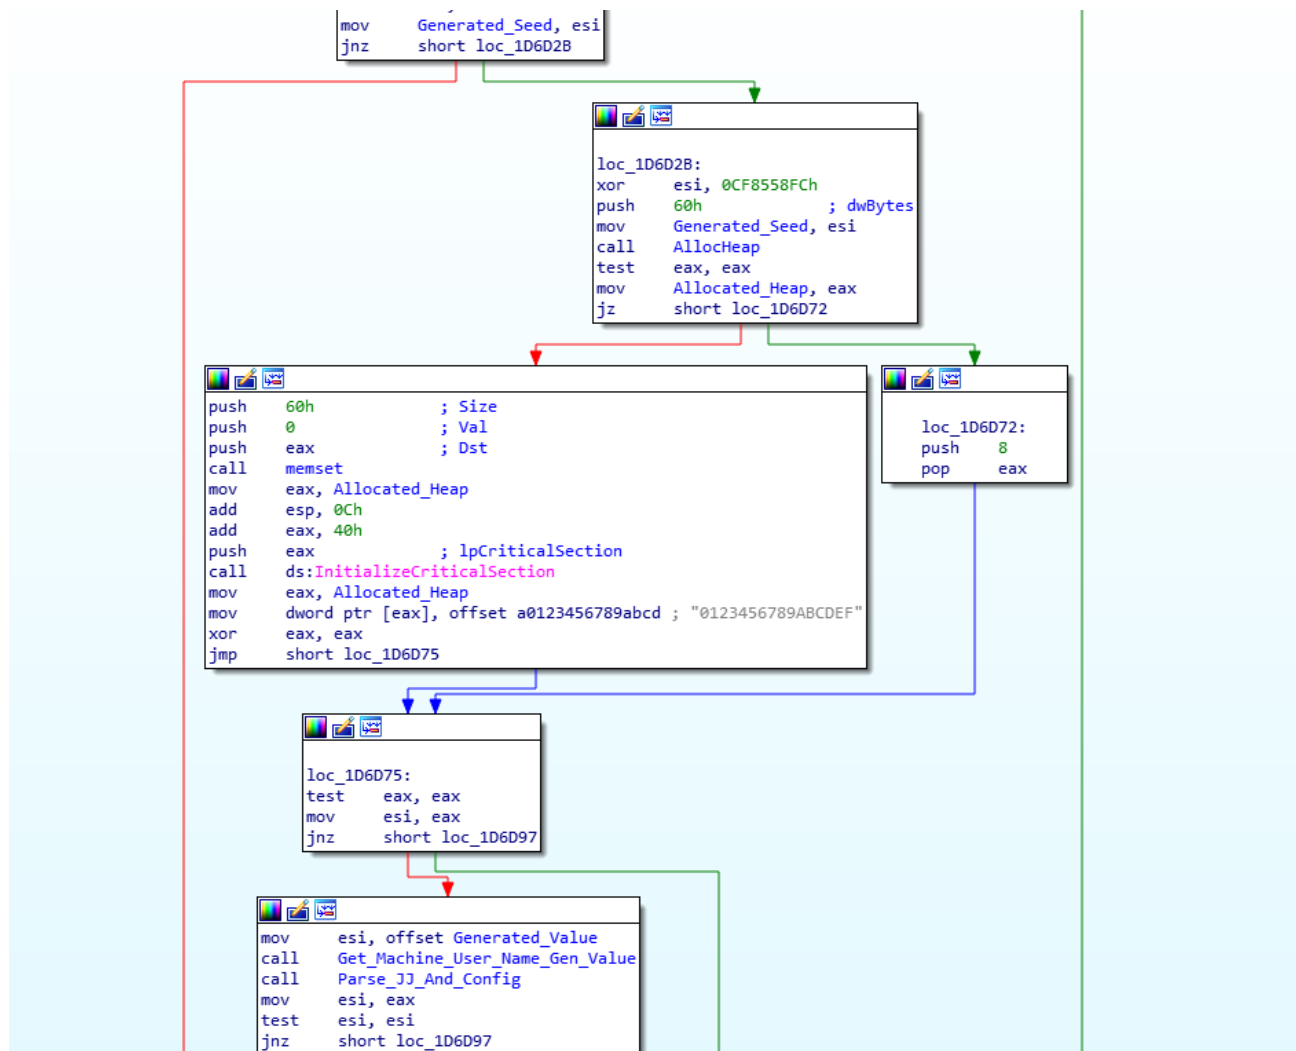 mov Generated_Seed, esi
jnz short loc_1D6D2B
loc_1D6D2B:
xor esi, 0CF8558FCh
push 60h ; dwBytes
mov Generated_Seed, esi
call AllocHeap
test eax, eax
mov Allocated_Heap, eax
jz short loc_1D6D72
push 60h ; Size
push 0 ; Val
push eax ; Dst
call memset
mov eax, Allocated_Heap
add esp, 0Ch
add eax, 40h
push eax ; lpCriticalSection
call ds:InitializeCriticalSection
mov eax, Allocated_Heap
mov dword ptr [eax], offset a0123456789abcd ; "0123456789ABCDEF"
xor eax, eax
jmp short loc_1D6D75
loc_1D6D72:
push 8
pop eax
loc_1D6D75:
test eax, eax
mov esi, eax
jnz short loc_1D6D97
mov esi, offset Generated_Value
call Get_Machine_User_Name_Gen_Value
call Parse_JJ_And_Config
mov esi, eax
test esi, esi
jnz short loc_1D6D97